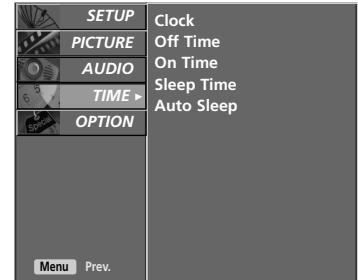 SETUP
PICTURE
AUDIO
TIME ▸
OPTION
Clock
Off Time
On Time
Sleep Time
Auto Sleep
Menu Prev.